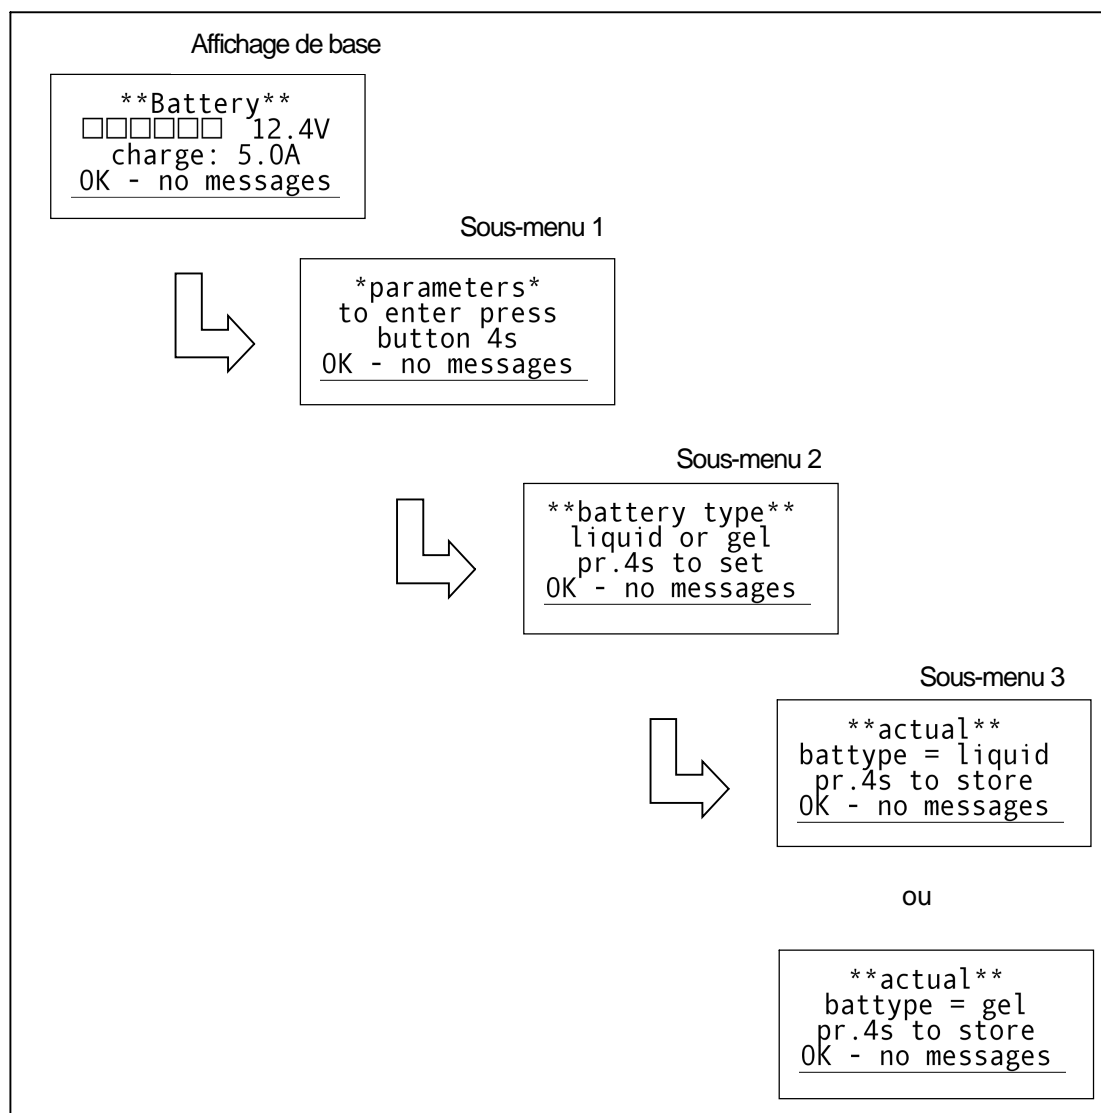 Affichage de base
**Battery**
□□□□□□ 12.4V
charge: 5.0A
OK - no messages
Sous-menu 1
*parameters*
to enter press
button 4s
OK - no messages
Sous-menu 2
**battery type**
liquid or gel
pr.4s to set
OK - no messages
Sous-menu 3
**actual**
battype = liquid
pr.4s to store
OK - no messages
ou
**actual**
battype = gel
pr.4s to store
OK - no messages